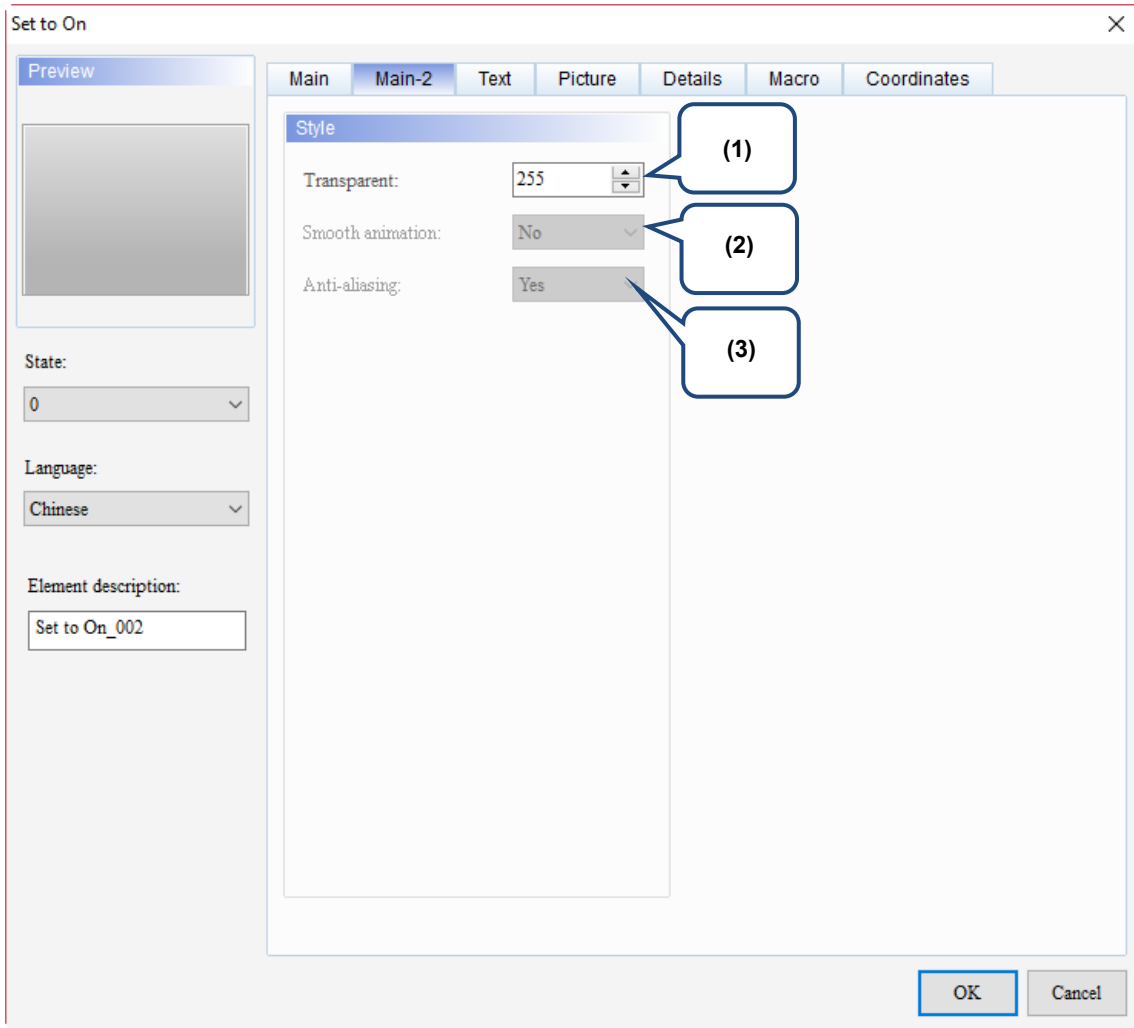 Set to On
Preview
Main Main-2 Text Picture Details Macro Coordinates
Style
Transparent: 255
(1)
Smooth animation: No
(2)
Anti-aliasing: Yes
(3)
State:
0
Language:
Chinese
Element description:
Set to On_002
OK Cancel